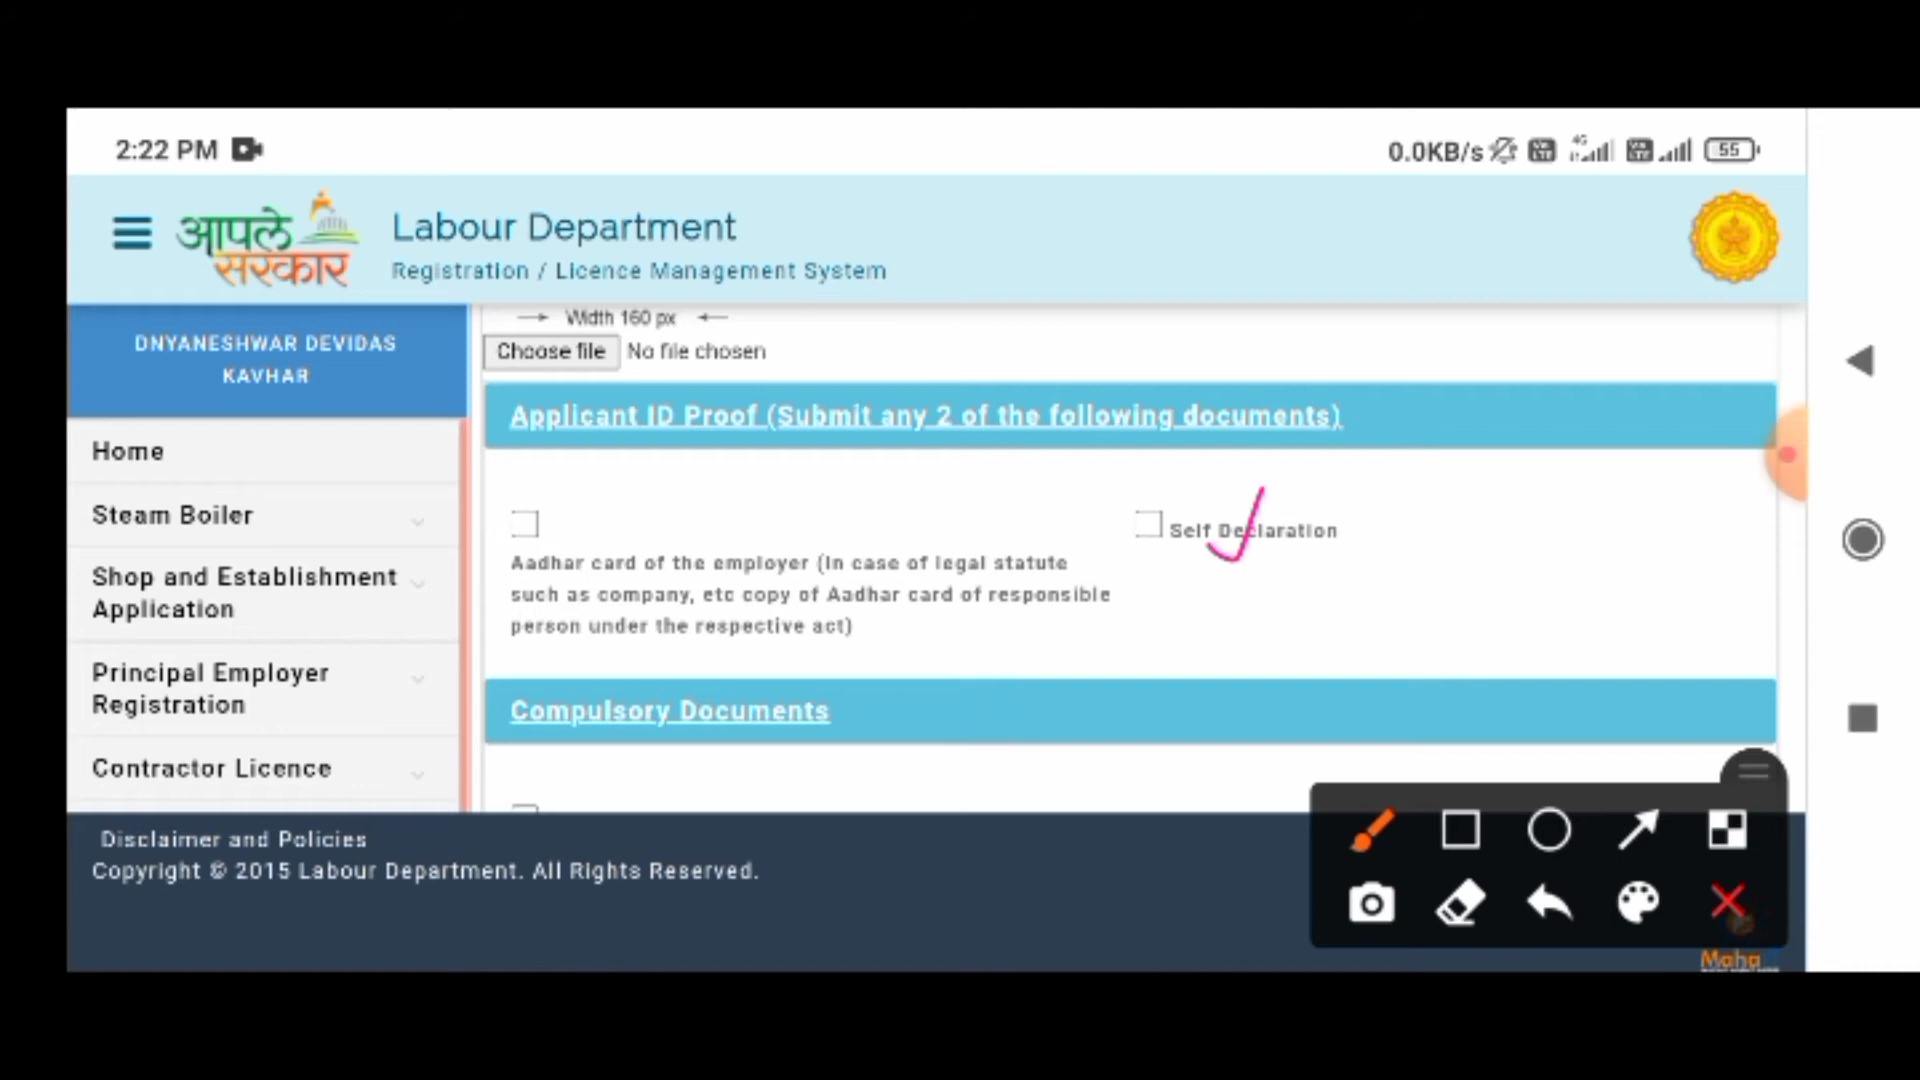 2:22 PM
0.0KB/s
4G
55
आपले
सरकार
Labour Department
Registration / Licence Management System
DNYANESHWAR DEVIDAS
KAVHAR
Home
Steam Boiler
Shop and Establishment
Application
Principal Employer
Registration
Contractor Licence
Width 160 px
Choose file No file chosen
Applicant ID Proof (Submit any 2 of the following documents)
Self Declaration
Aadhar card of the employer (In case of legal statute
such as company, etc copy of Aadhar card of responsible
person under the respective act)
Compulsory Documents
Disclaimer and Policies
Copyright © 2015 Labour Department. All Rights Reserved.
Maha